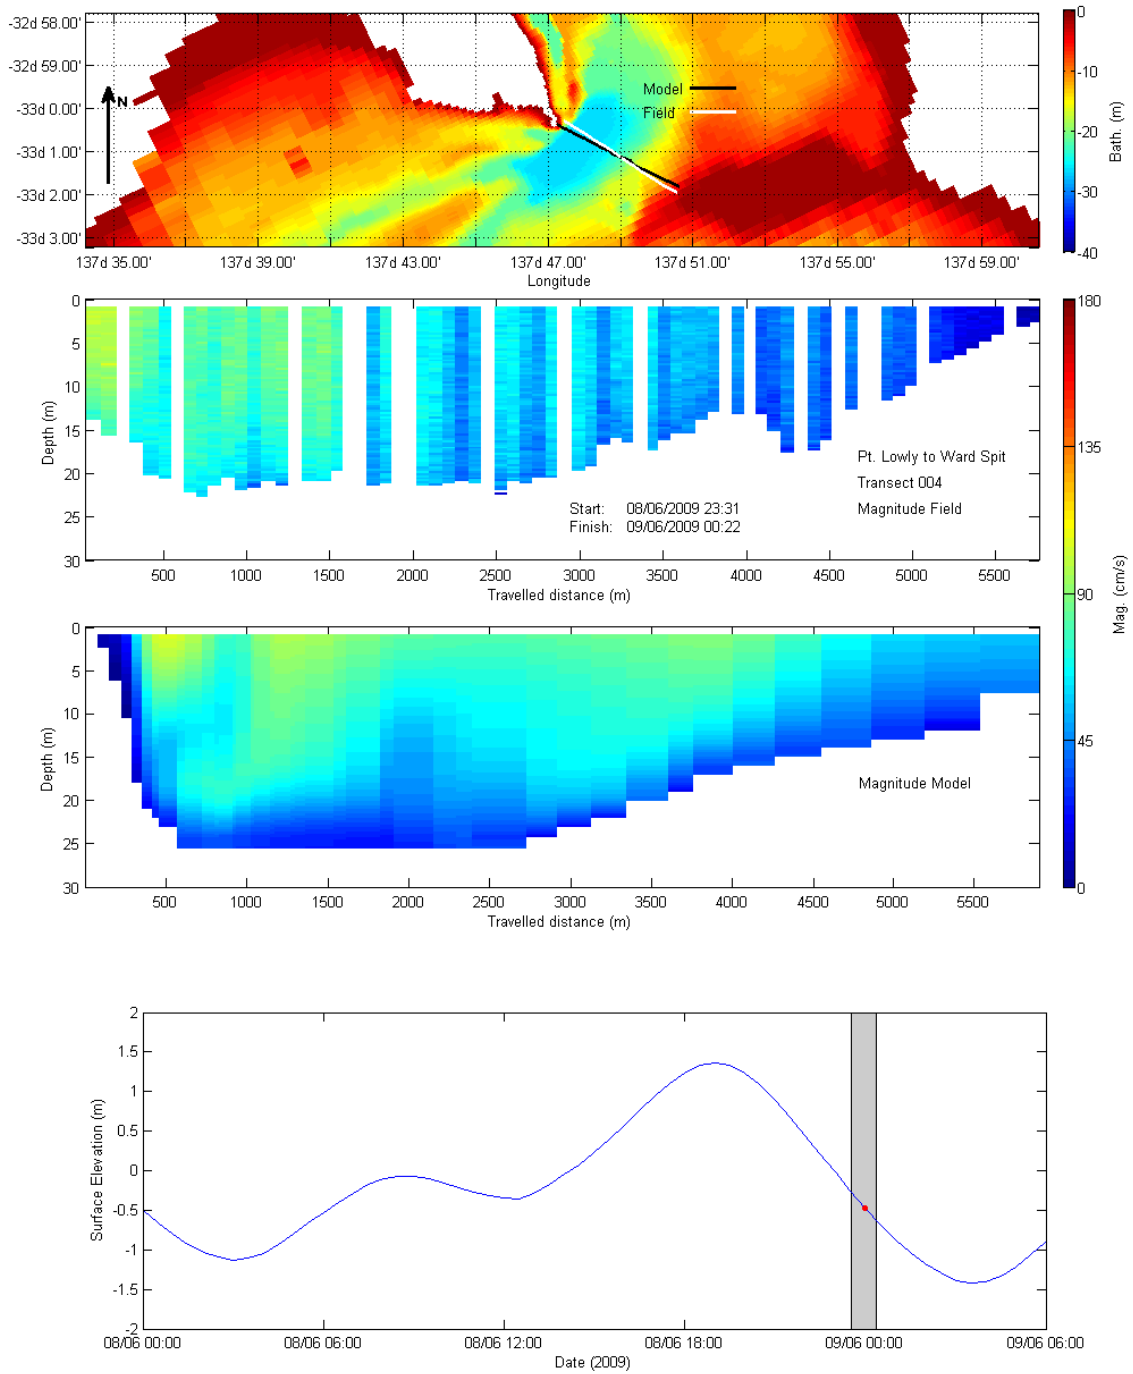 -32d 58.00'
-32d 59.00'
-33d 0.00'
-33d 1.00'
-33d 2.00'
-33d 3.00'
N
Model
Field
137d 35.00' 137d 39.00' 137d 43.00' 137d 47.00' 137d 51.00' 137d 55.00' 137d 59.00'
Longitude
0
-10
-20
-30
-40
Bath. (m)
0
5
10
15
20
25
30
Depth (m)
Pt. Lowly to Ward Spit
Transect 004
Magnitude Field
Start: 08/06/2009 23:31
Finish: 09/06/2009 00:22
500 1000 1500 2000 2500 3000 3500 4000 4500 5000 5500
Travelled distance (m)
180
135
90
45
0
Mag. (cm/s)
0
5
10
15
20
25
30
Depth (m)
Magnitude Model
500 1000 1500 2000 2500 3000 3500 4000 4500 5000 5500
Travelled distance (m)
2
1.5
1
0.5
0
-0.5
-1
-1.5
-2
Surface Elevation (m)
08/06 00:00 08/06 06:00 08/06 12:00 08/06 18:00 09/06 00:00 09/06 06:00
Date (2009)